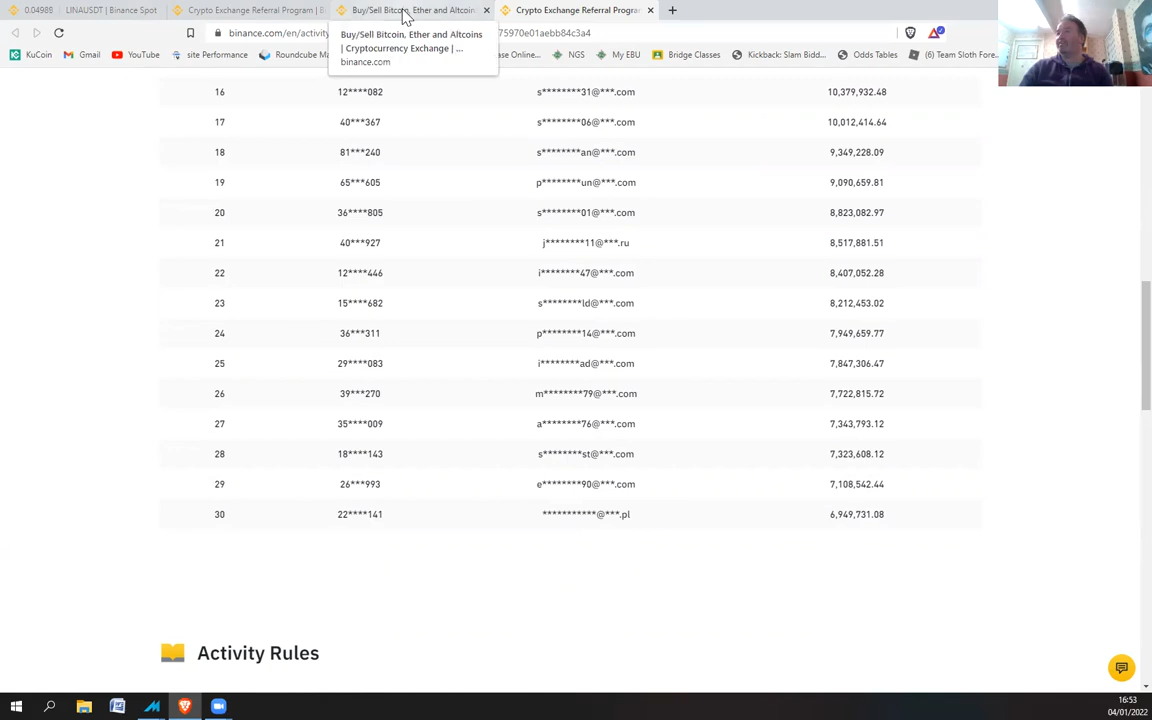 0.04989 LINAUSDT | Binance Spot
Crypto Exchange Referral Program | Bi
Buy/Sell Bitcoin, Ether and Altcoin
Crypto Exchange Referral Progra
binance.com/en/activity
75970e01aebb84c3a4
Buy/Sell Bitcoin, Ether and Altcoins
| Cryptocurrency Exchange | ...
binance.com
KuCoin
Gmail
YouTube
site Performance
Roundcube
ase Online...
NGS
My EBU
Bridge Classes
Kickback: Slam Bidd...
Odds Tables
[] Team Sloth Fore...
16 12****082 s********31@***.com 10,379,932.48
17 40***367 s********06@***.com 10,012,414.64
18 81***240 s********an@***.com 9,349,228.09
19 65***605 p********un@***.com 9,090,659.81
20 36****805 s********01@***.com 8,823,082.97
21 40***927 j********11@***.ru 8,517,881.51
22 12****446 i********47@***.com 8,407,052.28
23 15****682 s********ld@***.com 8,212,453.02
24 36***311 p********14@***.com 7,949,659.77
25 29****083 i********ad@***.com 7,847,306.47
26 39***270 m********79@***.com 7,722,815.72
27 35****009 a********76@***.com 7,343,793.12
28 18****143 s********st@***.com 7,323,608.12
29 26***993 e********90@***.com 7,108,542.44
30 22****141 ***********@***.pl 6,949,731.08
Activity Rules
16:53
04/01/2022